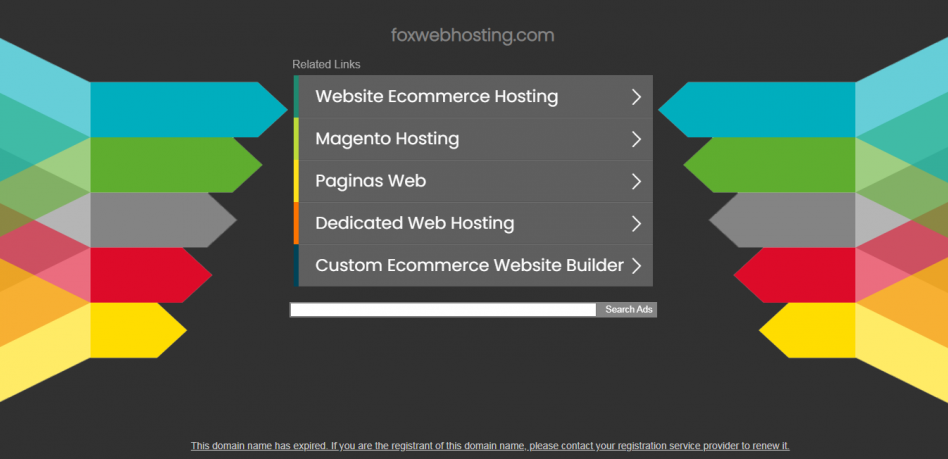 foxwebhosting.com
Related Links
Website Ecommerce Hosting
Magento Hosting
Paginas Web
Dedicated Web Hosting
Custom Ecommerce Website Builder
Search Ads
This domain name has expired. If you are the registrant of this domain name, please contact your registration service provider to renew it.